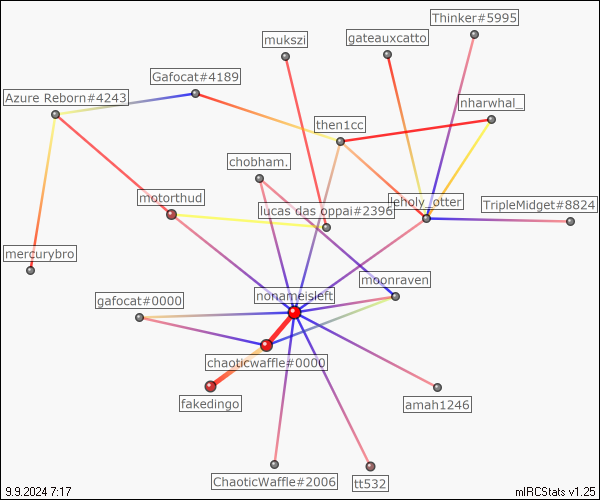 Thinker#5995
mukszi
gateauxcatto
Gafocat#4189
Azure Reborn#4243
nharwhal_
then1cc
chobham.
motorthud
leholy_otter
lucas das oppai#2396
TripleMidget#8824
mercurybro
moonraven
nonameisleft
gafocat#0000
chaoticwaffle#0000
fakedingo
amah1246
ChaoticWaffle#2006
tt532
9.9.2024 7:17
mIRCStats v1.25